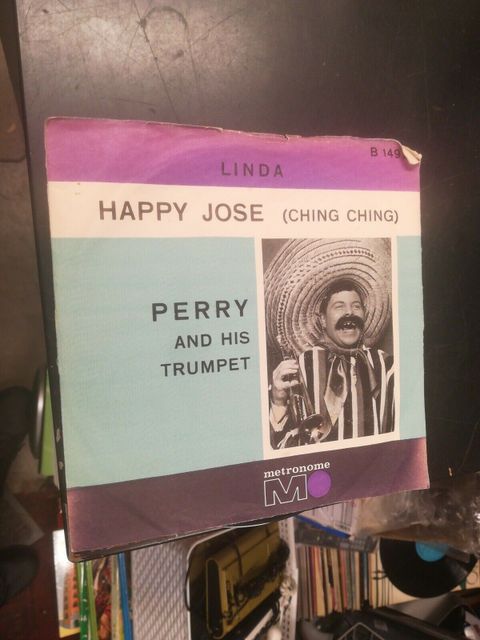 B 149
LINDA
HAPPY JOSE (CHING CHING)
PERRY
AND HIS
TRUMPET
metronome
M